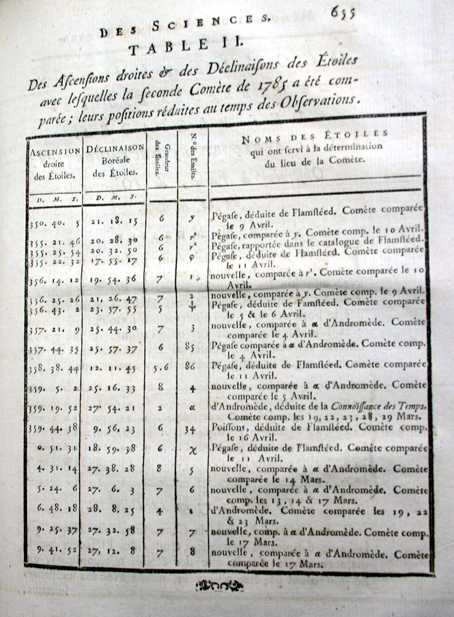 DES SCIENCES. 655
TABLE II.
Des Ascensions droites & des Déclinaisons des Étoiles
avec lesquelles la seconde Comète de 1785 a été com-
parée; leurs positions réduites au temps des Observations.
ASCENSION droite des Étoiles. DÉCLINAISON Boréale des Étoiles. Grandeur des Étoiles. N.os des Étoiles. NOMS DES ÉTOILES qui ont servi à la détermination du lieu de la Comète.
D. M. S. D. M. S.
350. 40. 5 21. 18. 15 6 y Pégase, déduite de Flamstéed. Comète comparée
le 9 Avril.
355. 21. 46 20. 28. 30 6 Pégase, comparée à y. Comète comp. le 10 Avril.
355. 25. 54 20. 32. 50 6 Pégase, rapportée dans le catalogue de Flamstéed.
355. 22. 32 17. 55. 17 6 φ Pégase, déduite de Flamstéed. Comète comparée
le 11 Avril.
356. 14. 12 19. 54. 36 7 1 nouvelle, comparée à r'. Comète comparée le 10
Avril.
356. 25. 26 21. 26. 47 7 2 nouvelle, comparée à y. Comète comp. le 9 Avril.
356. 43. 2 23. 57. 55 5 ψ Pégase, déduite de Flamstéed. Comète comparée
le 5 & le 6 Avril.
357. 21. 9 25. 44. 30 7 3 nouvelle, comparée à α d'Andromède. Comète
comparée le 4 Avril.
357. 44. 35 25. 57. 37 6 85 Pégase comparée à α d'Andromède. Comète comp.
le 4 Avril.
358. 38. 44 12. 11. 45 5.6 86 Pégase, déduite de Flamstéed. Comète comparée
le 11 Avril.
359. 5. 2 25. 16. 33 8 4 nouvelle, comparée à α d'Andromède. Comète
comparée le 5 Avril.
359. 19. 52 27. 54. 21 2 α d'Andromède, déduite de la Connoissance des Temps.
Comète comp. les 19, 22, 23, 28, 29 Mars.
359. 44. 38 9. 56. 23 6 34 Poissons, déduite de Flamstéed. Comète comp.
le 16 Avril.
0. 51. 31 18. 59. 38 6 χ Pégase, déduite de Flamstéed. Comète comparée
le 11 Avril.
4. 31. 14 27. 38. 28 8 5 nouvelle, comparée à α d'Andromède. Comète
comparée le 14 Mars.
5. 24. 6 27. 6. 3 7 6 nouvelle, comparée à α d'Andromède. Comète
comp. les 13, 14 & 17 Mars.
6. 48. 18 28. 8. 25 4 d'Andromède. Comète comparée les 19, 22
& 23 Mars.
9. 25. 37 27. 32. 58 7 7 nouvelle, comp. à α d'Andromède. Comète comp.
le 17 Mars.
9. 41. 52 27. 12. 8 7 8 nouvelle, comparée à α d'Andromède. Comète
comparée le 17 Mars.